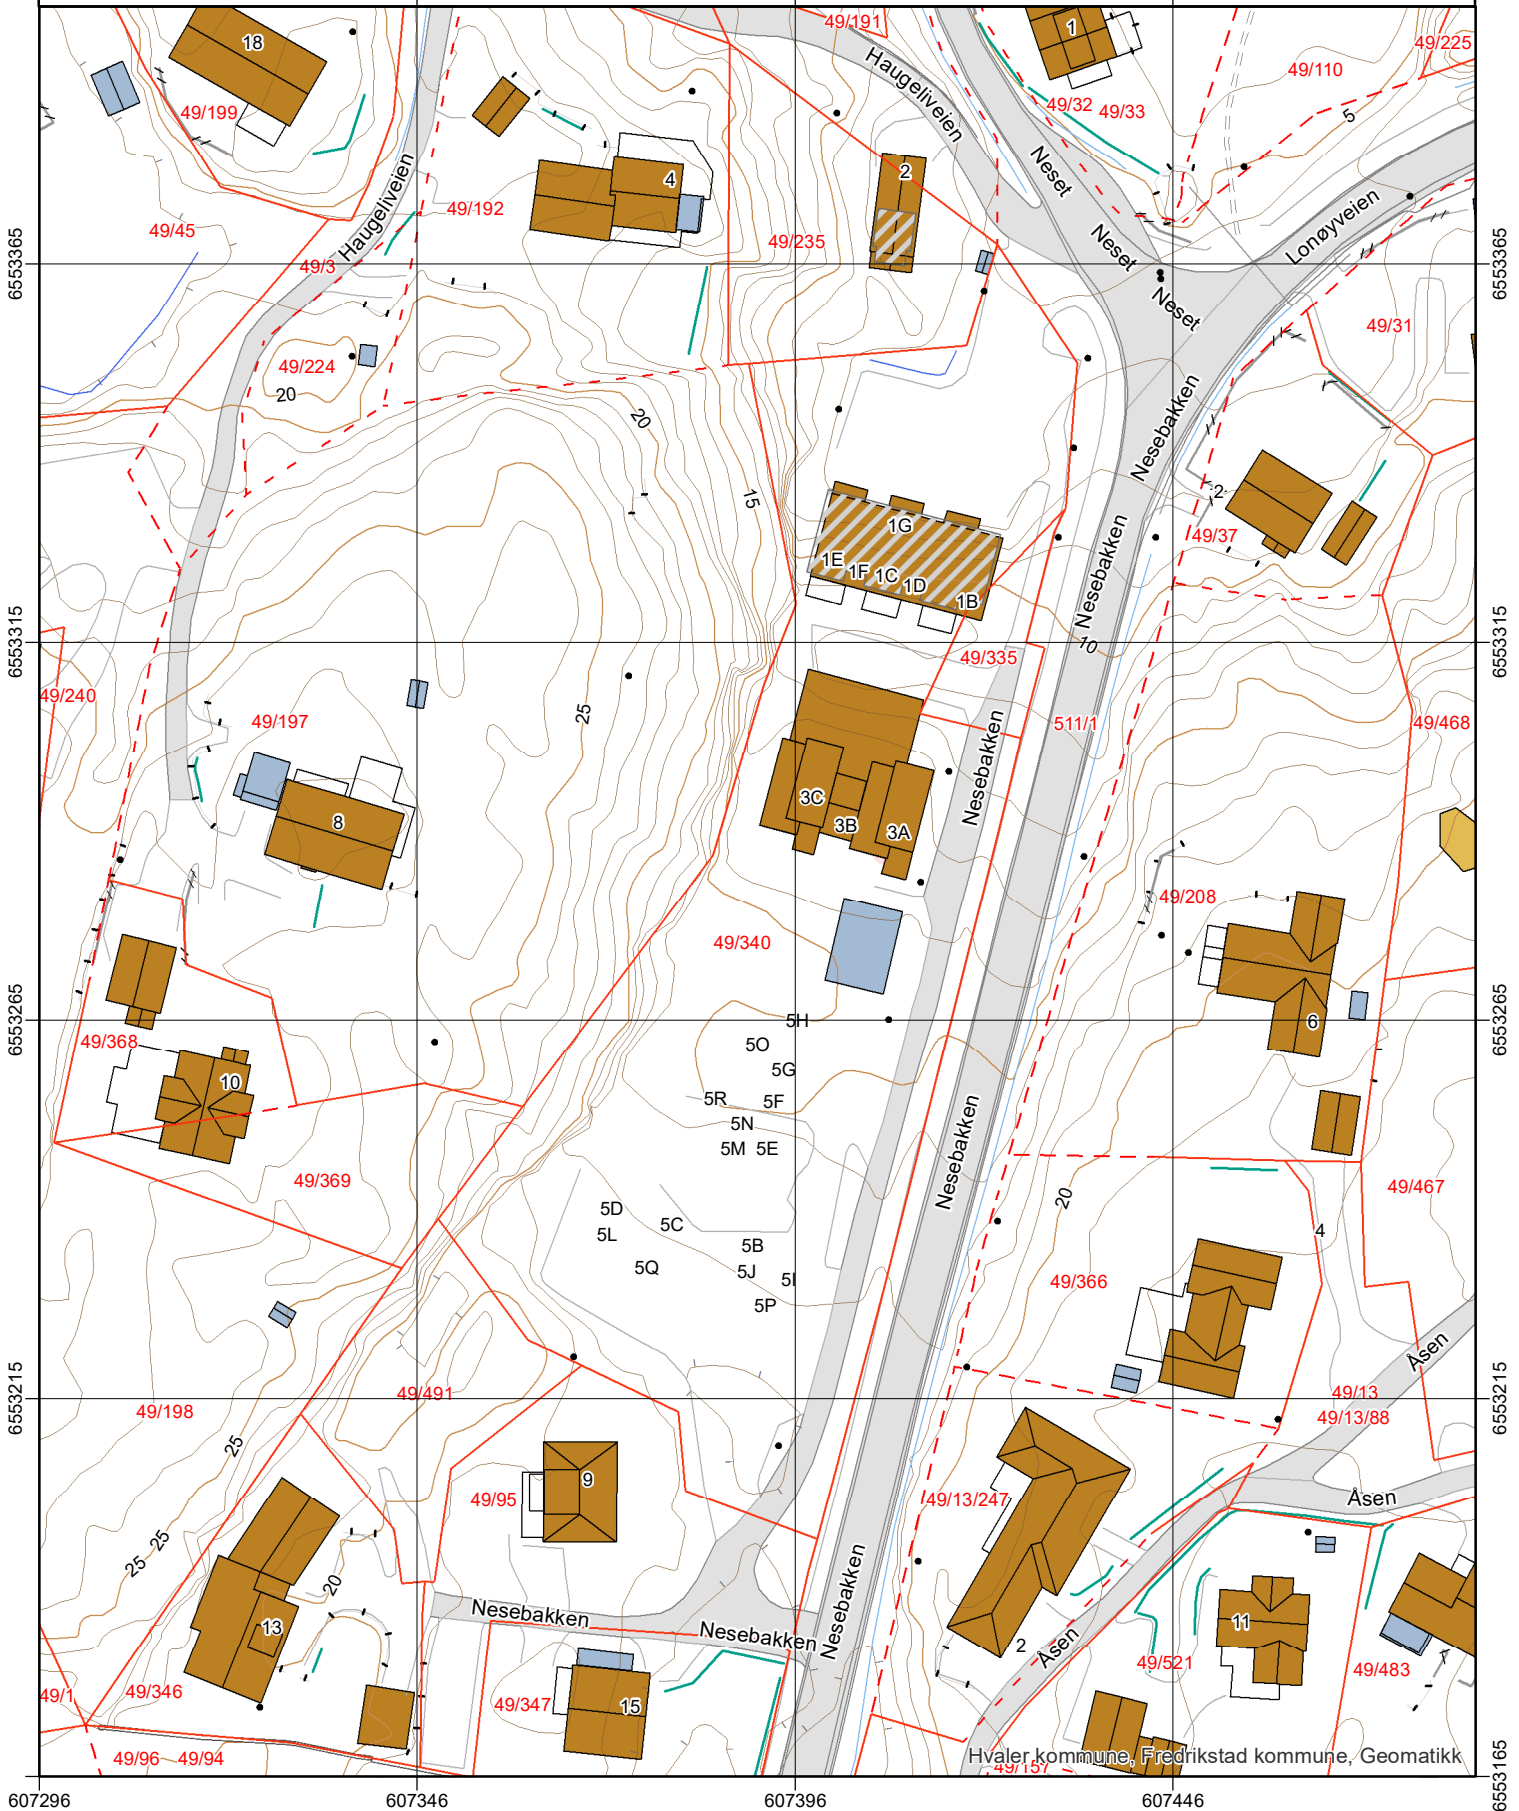 49/191
18
1
49/225
49/110
49/199
49/32
49/33
5
Haugeliveien
Haugeliveien
Neset
4
2
49/192
49/45
49/235
Lonøyveien
Neset
49/3
6553365
6553365
Neset
49/31
49/224
20
20
Nesebakken
15
-2-
1G
49/37
1E
1F
1C
1D
1B
Nesebakken
10
6553315
6553315
49/335
49/240
49/197
25
511/1
49/468
Nesebakken
3C
8
3B
3A
49/208
49/340
6553265
6553265
5H
6
49/368
5O
5G
10
5R
5F
5N
5M
5E
Nesebakken
49/369
49/467
20
5D
5C
5L
4
5B
5Q
5J
5I
49/366
5P
Åsen
6553215
6553215
49/491
49/13
49/198
49/13/88
25
9
49/95
49/13/247
Åsen
25
25
20
Nesebakken
Nesebakken
Nesebakken
13
11
2
Åsen
49/521
49/483
49/1
49/346
49/347
15
49/96
49/94
Hvaler kommune, Fredrikstad kommune, Geomatikk
49/157
6553165
6553165
607296
607346
607396
607446